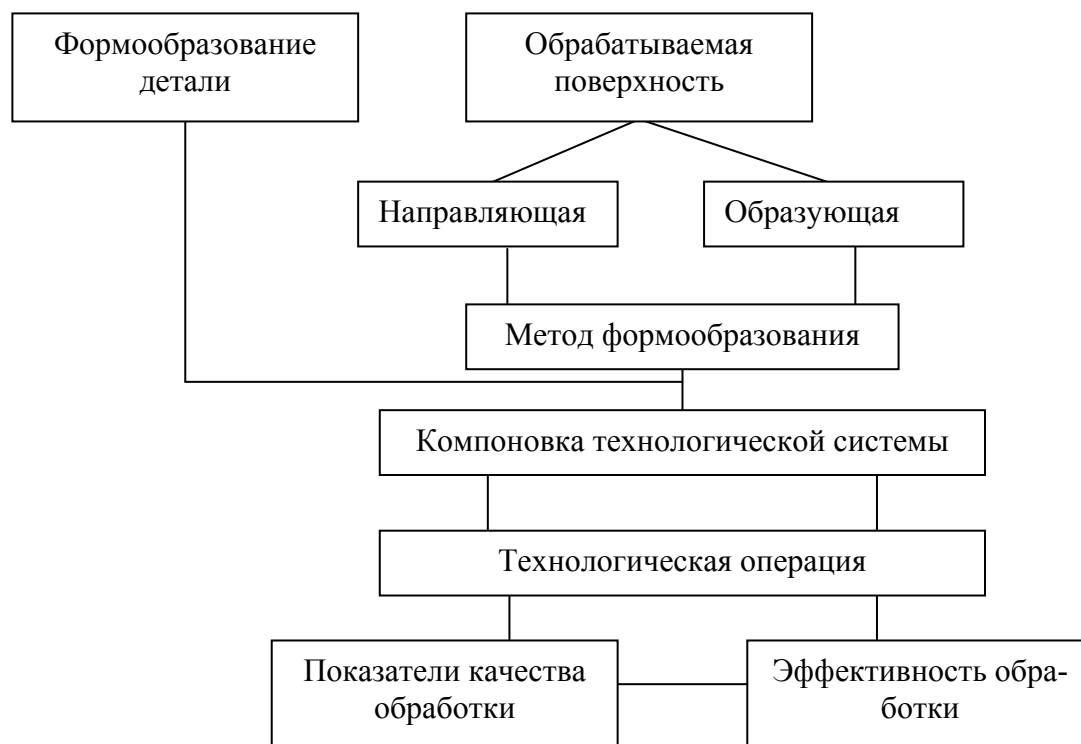 Формообразование
детали
Обрабатываемая
поверхность
Направляющая
Образующая
Метод формообразования
Компоновка технологической системы
Технологическая операция
Показатели качества
обработки
Эффективность обра-
ботки